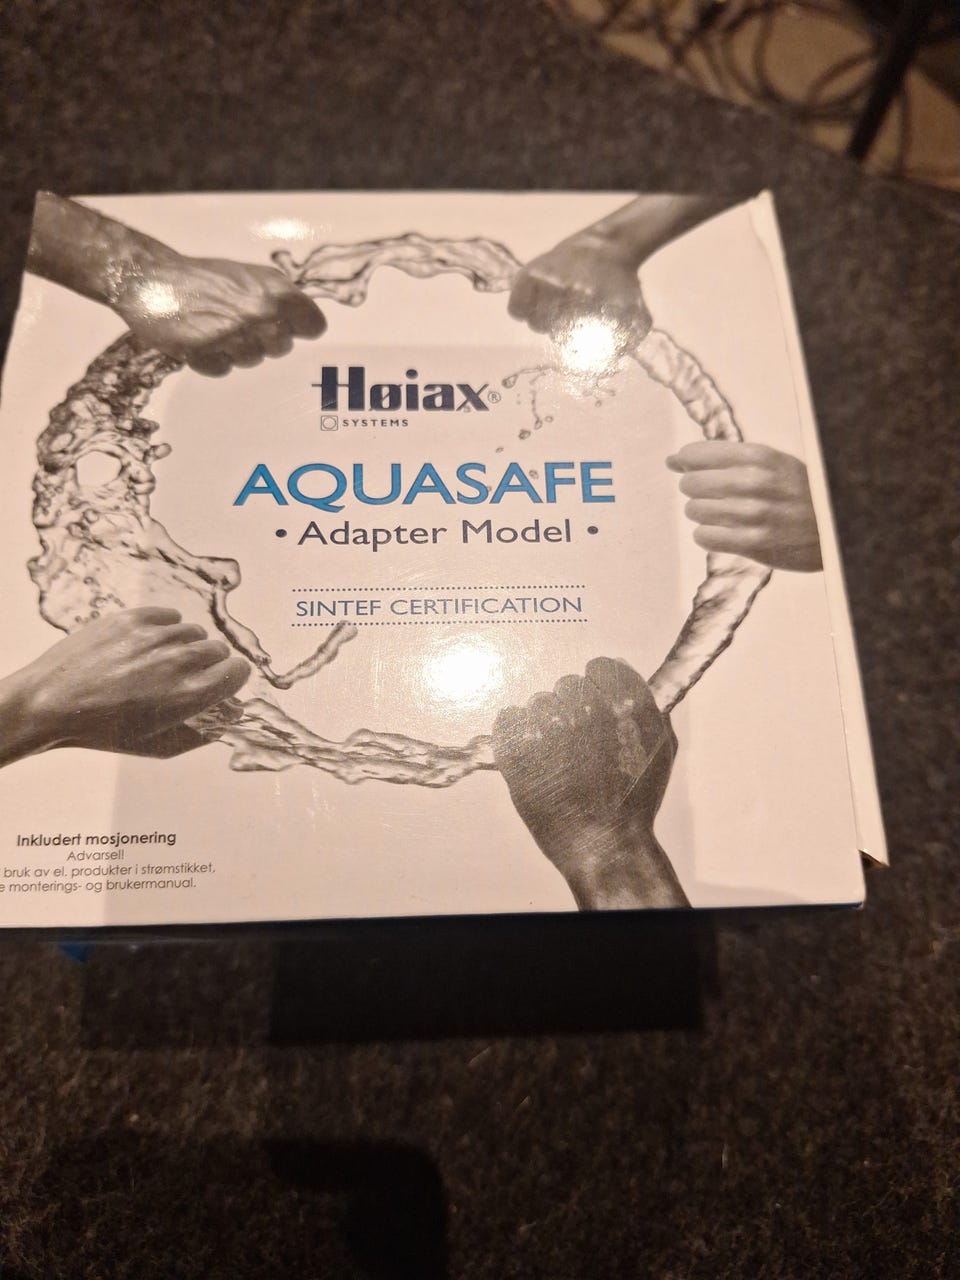 Høiax®
SYSTEMS
AQUASAFE
• Adapter Model •
SINTEF CERTIFICATION
Inkludert mosjonering
Advarsel!
bruk av el. produkter i strømstikket,
monterings- og brukermanual.